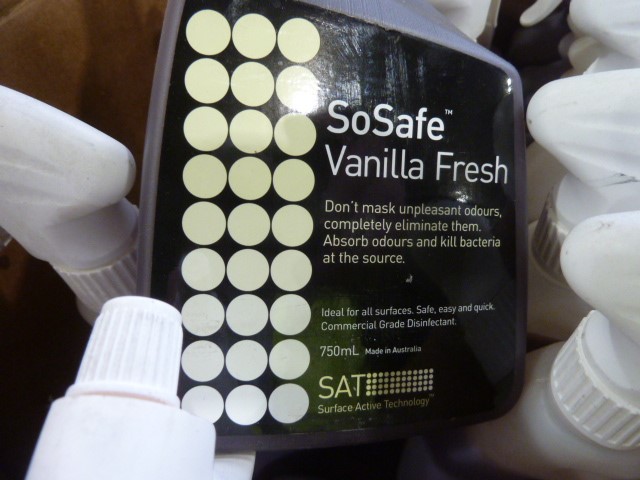 SoSafe™
Vanilla Fresh
Don't mask unpleasant odours,
completely eliminate them.
Absorb odours and kill bacteria
at the source.
Ideal for all surfaces. Safe, easy and quick.
Commercial Grade Disinfectant.
750mL Made in Australia
SAT
Surface Active Technology™